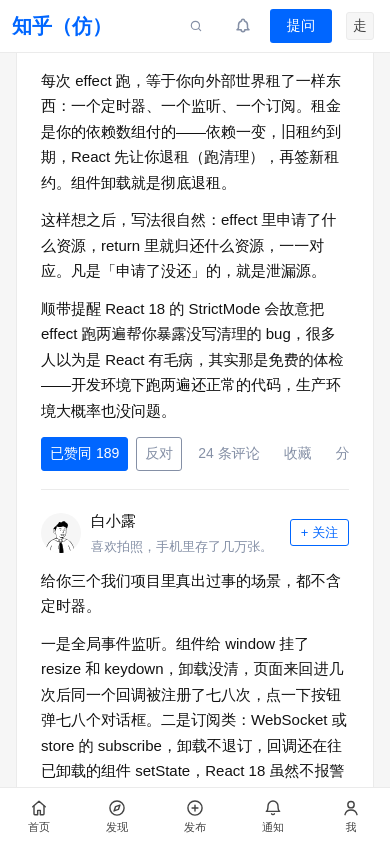 知乎（仿）
提问
走
每次 effect 跑，等于你向外部世界租了一样东
西：一个定时器、一个监听、一个订阅。租金
是你的依赖数组付的——依赖一变，旧租约到
期，React 先让你退租（跑清理），再签新租
约。组件卸载就是彻底退租。
这样想之后，写法很自然：effect 里申请了什
么资源，return 里就归还什么资源，一一对
应。凡是「申请了没还」的，就是泄漏源。
顺带提醒 React 18 的 StrictMode 会故意把
effect 跑两遍帮你暴露没写清理的 bug，很多
人以为是 React 有毛病，其实那是免费的体检
——开发环境下跑两遍还正常的代码，生产环
境大概率也没问题。
已赞同 189
反对
24 条评论
收藏
分
白小露
喜欢拍照，手机里存了几万张。
+ 关注
给你三个我们项目里真出过事的场景，都不含
定时器。
一是全局事件监听。组件给 window 挂了
resize 和 keydown，卸载没清，页面来回进几
次后同一个回调被注册了七八次，点一下按钮
弹七八个对话框。二是订阅类：WebSocket 或
store 的 subscribe，卸载不退订，回调还在往
已卸载的组件 setState，React 18 虽然不报警
首页
发现
发布
通知
我